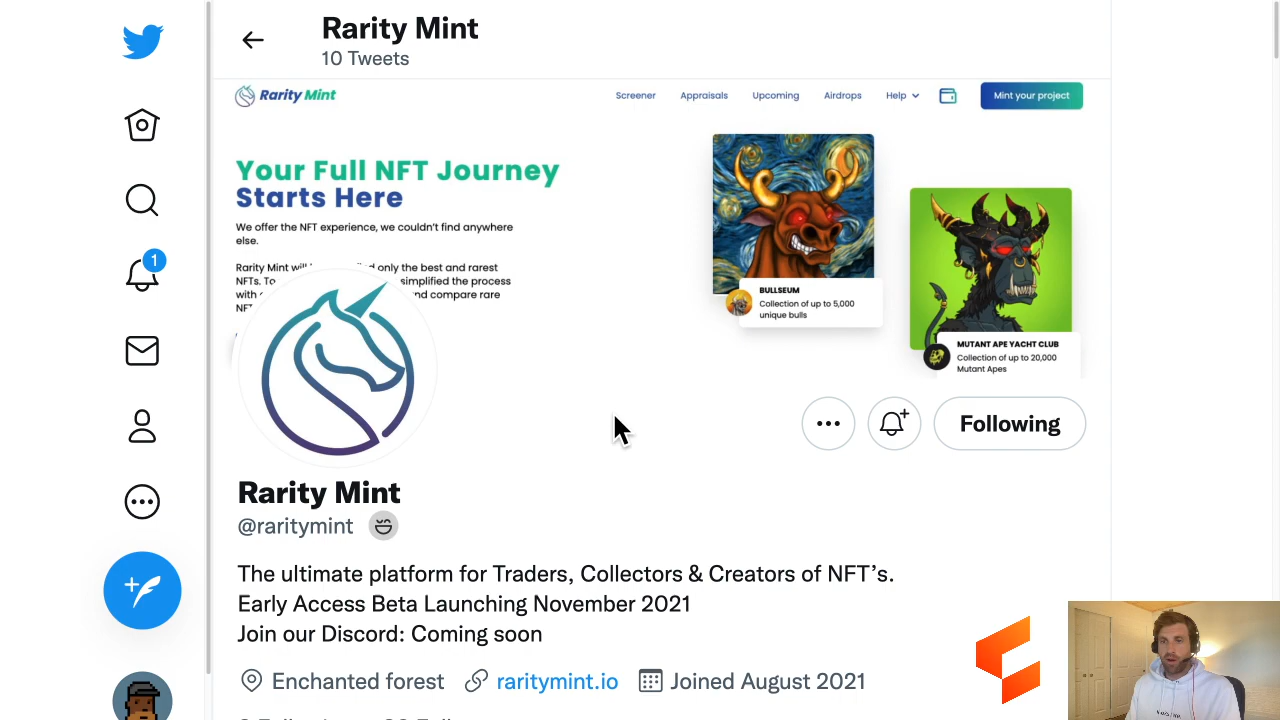 Rarity Mint
10 Tweets
Rarity Mint
Screener
Appraisals
Upcoming
Airdrops
Help
Mint your project
Your Full NFT Journey
Starts Here
We offer the NFT experience, we couldn't find anywhere
else.
Rarity Mint will only the best and rarest
NFTs. To simplified the process
with and compare rare
NFT
BULLSEUM
Collection of up to 5,000
unique bulls
MUTANT APE YACHT CLUB
Collection of up to 20,000
Mutant Apes
1
Following
Rarity Mint
@raritymint
The ultimate platform for Traders, Collectors & Creators of NFT's.
Early Access Beta Launching November 2021
Join our Discord: Coming soon
Enchanted forest
raritymint.io
Joined August 2021